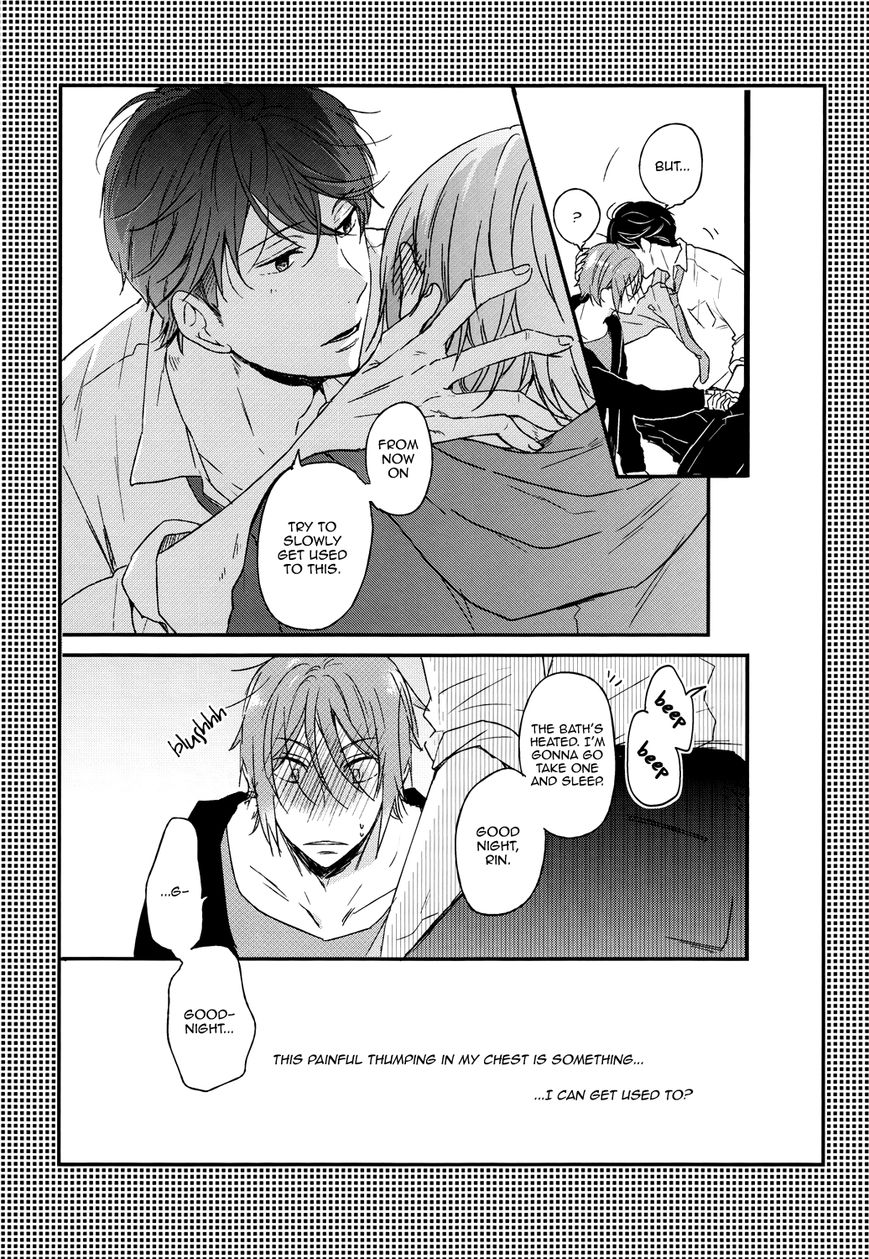 BUT...
?
FROM
NOW
ON
TRY TO
SLOWLY
GET USED
TO THIS.
beep
beep
THE BATH'S
HEATED. I'M
GONNA GO
TAKE ONE
AND SLEEP.
GOOD
NIGHT,
RIN.
blushhh
...G-
GOOD-
NIGHT...
THIS PAINFUL THUMPING IN MY CHEST IS SOMETHING...
...I CAN GET USED TO?